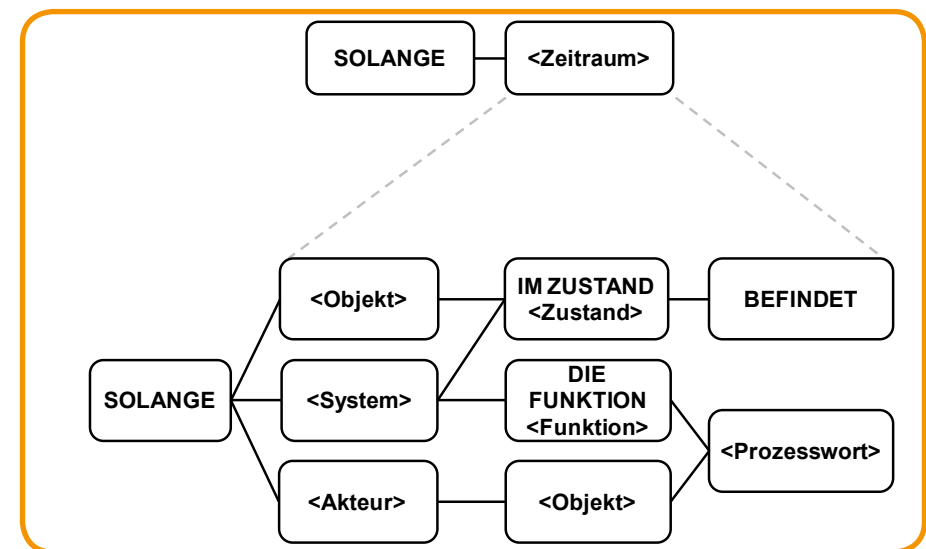 SOLANGE
<Zeitraum>
<Objekt>
IM ZUSTAND
<Zustand>
BEFINDET
SOLANGE
<System>
DIE
FUNKTION
<Funktion>
<Prozesswort>
<Akteur>
<Objekt>